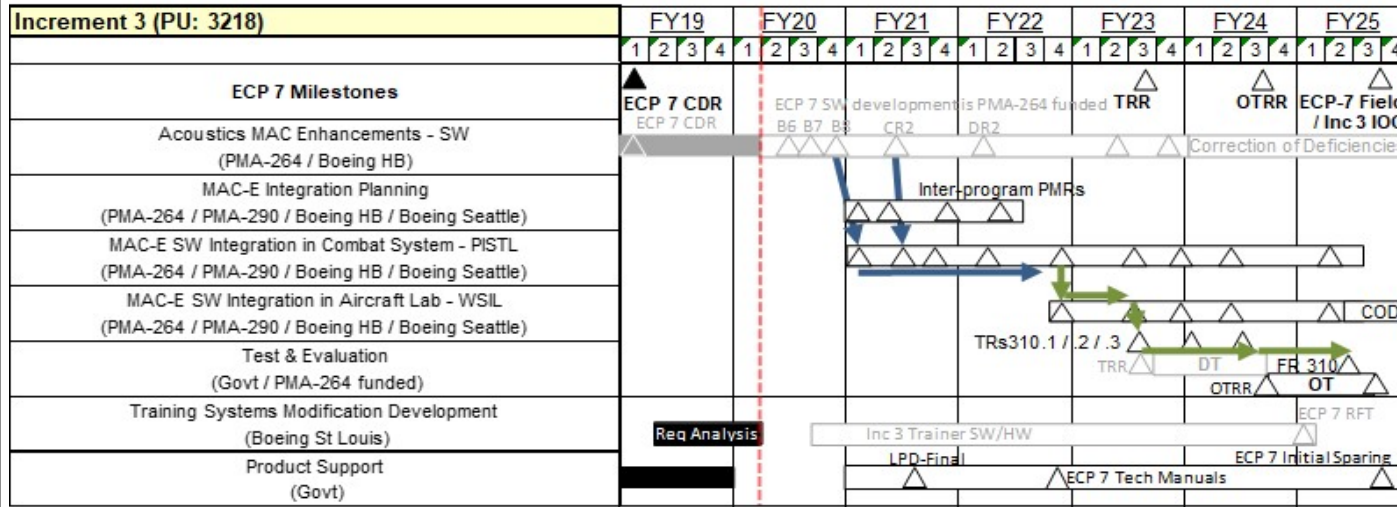 Increment 3 (PU: 3218)
FY19 FY20 FY21 FY22 FY23 FY24 FY25
1 2 3 4 1 2 3 4 1 2 3 4 1 2 3 4 1 2 3 4 1 2 3 4 1 2 3 4
ECP 7 Milestones
ECP 7 CDR
ECP 7 SW development is PMA-264 funded
TRR
OTRR
ECP-7 Field
/ Inc 3 IOC
Acoustics MAC Enhancements - SW
(PMA-264 / Boeing HB)
ECP 7 CDR
B6 B7 B8
CR2
DR2
Correction of Deficiencie
MAC-E Integration Planning
(PMA-264 / PMA-290 / Boeing HB / Boeing Seattle)
Inter-program PMRs
MAC-E SW Integration in Combat System - PISTL
(PMA-264 / PMA-290 / Boeing HB / Boeing Seattle)
MAC-E SW Integration in Aircraft Lab - WSIL
(PMA-264 / PMA-290 / Boeing HB / Boeing Seattle)
COD
Test & Evaluation
(Govt / PMA-264 funded)
TRs310.1 / .2 / .3
TRR
DT
FR 310
OTRR
OT
Training Systems Modification Development
(Boeing St Louis)
Req Analysis
Inc 3 Trainer SW/HW
ECP 7 RFT
Product Support
(Govt)
LPD-Final
ECP 7 Tech Manuals
ECP 7 Initial Sparing